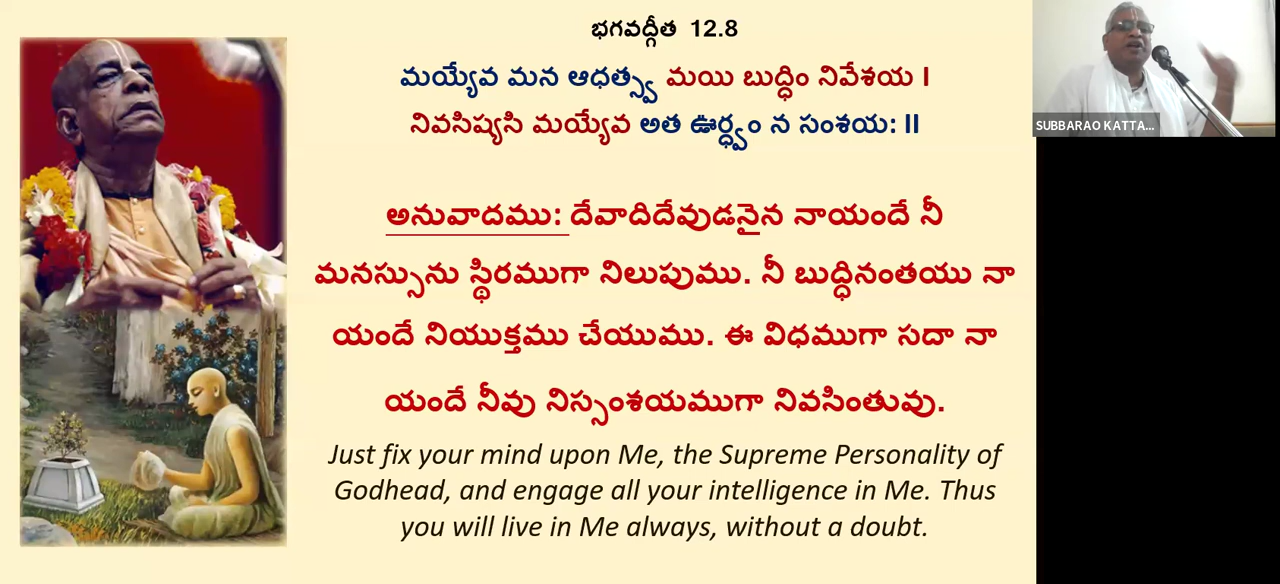 భగవద్గీత 12.8
మయ్యేవ మన ఆధత్స్వ మయి బుద్ధిం నివేశయ I
నివసిష్యసి మయ్యేవ అత ఊర్ధ్వం న సంశయ: II
అనువాదము: దేవాదిదేవుడనైన నాయందే నీ
మనస్సును స్థిరముగా నిలుపుము. నీ బుద్ధినంతయు నా
యందే నియుక్తము చేయుము. ఈ విధముగా సదా నా
యందే నీవు నిస్సంశయముగా నివసింతువు.
Just fix your mind upon Me, the Supreme Personality of
Godhead, and engage all your intelligence in Me. Thus
you will live in Me always, without a doubt.
SUBBARAO KATTA...